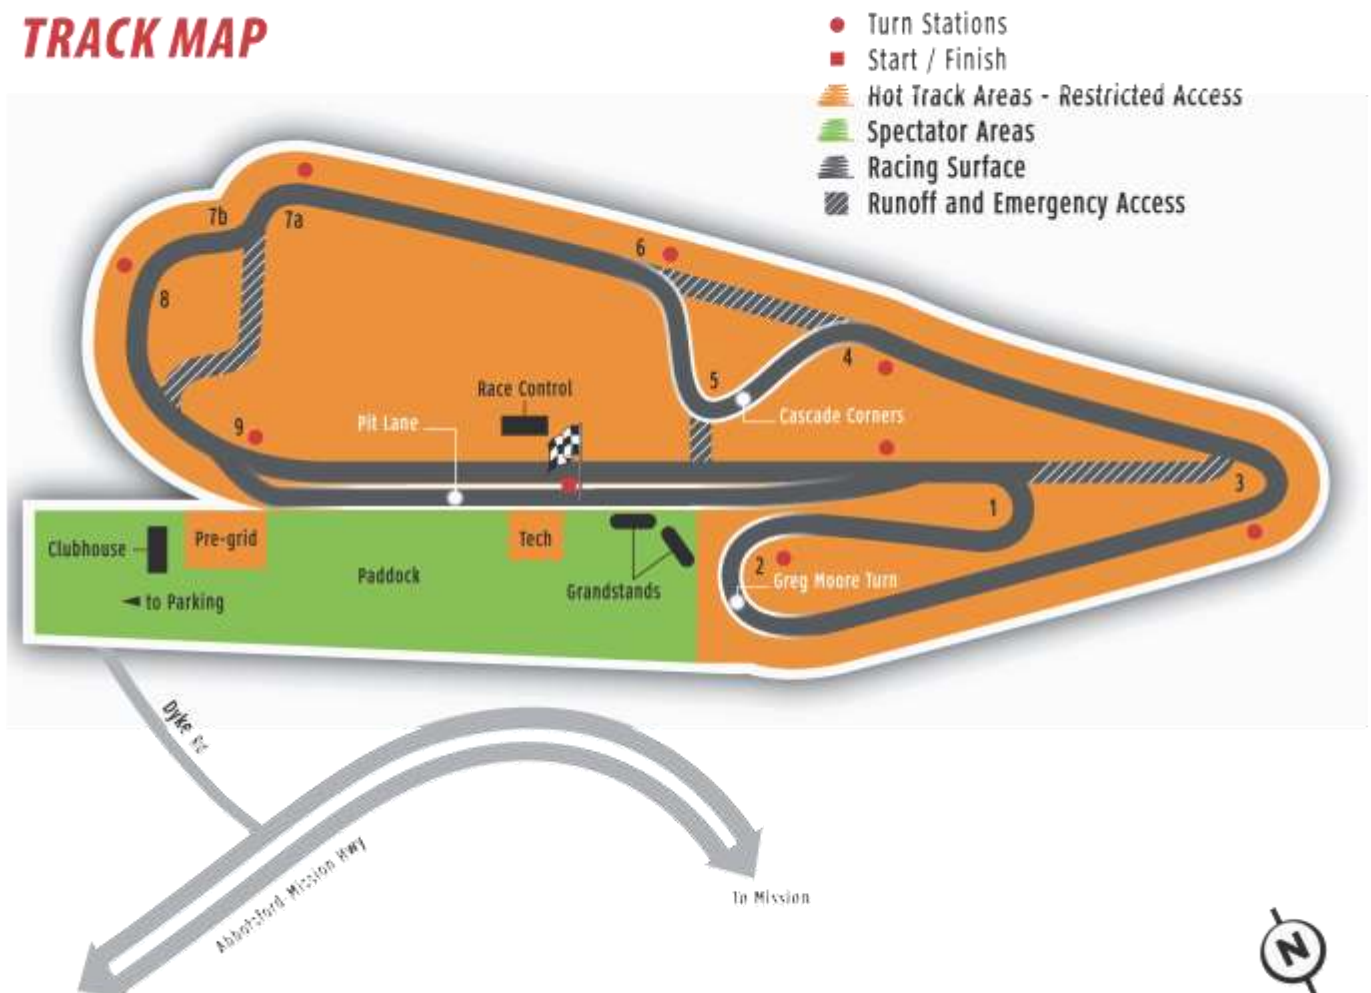 TRACK MAP
Turn Stations
Start / Finish
Hot Track Areas - Restricted Access
Spectator Areas
Racing Surface
Runoff and Emergency Access
7b
7a
6
8
4
5
Race Control
Cascade Corners
Pit Lane
9
3
1
Clubhouse
Pre-grid
Tech
2
Paddock
Greg Moore Turn
Grandstands
to Parking
Dyke Rd
Abbotsford Mission Hwy
To Mission
N